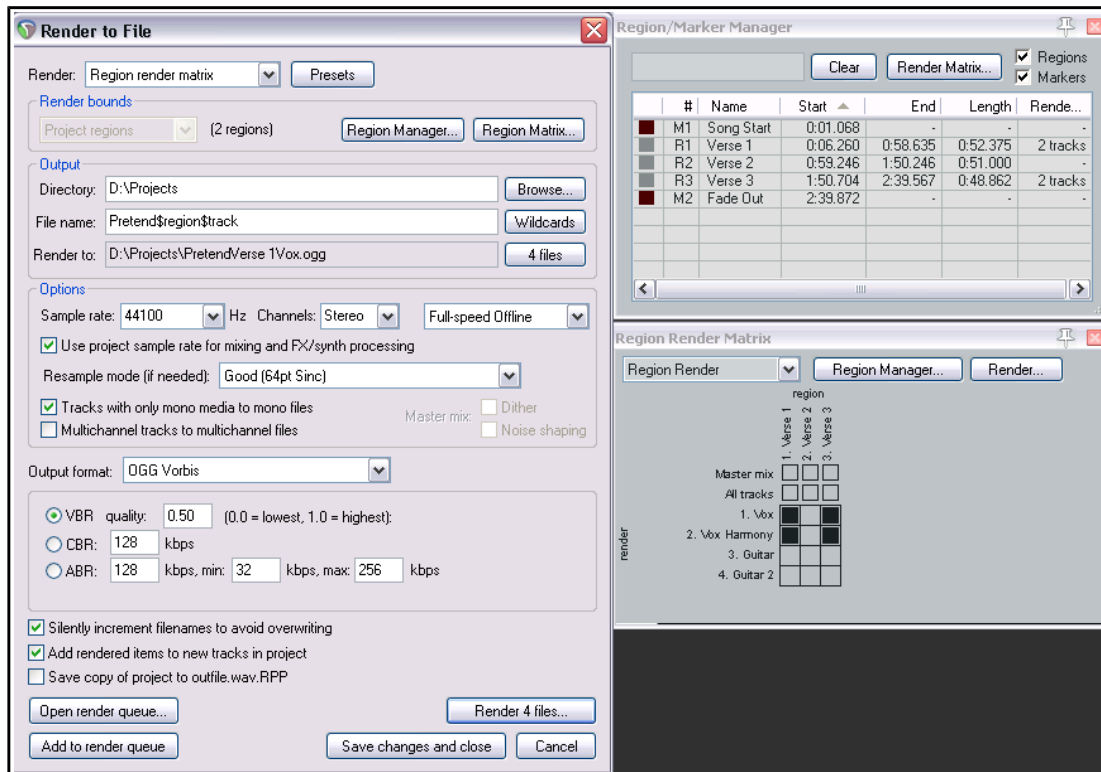 Render to File
Render: Region render matrix Presets
Render bounds
Project regions (2 regions) Region Manager... Region Matrix...
Output
Directory: D:\Projects Browse...
File name: Pretend$region$track Wildcards
Render to: D:\Projects\PretendVerse 1Vox.ogg 4 files
Options
Sample rate: 44100 Hz Channels: Stereo Full-speed Offline
Use project sample rate for mixing and FX/synth processing
Resample mode (if needed): Good (64pt Sinc)
Tracks with only mono media to mono files
Multichannel tracks to multichannel files
Master mix: Dither
Noise shaping
Output format: OGG Vorbis
VBR quality: 0.50 (0.0 = lowest, 1.0 = highest):
CBR: 128 kbps
ABR: 128 kbps, min: 32 kbps, max: 256 kbps
Silently increment filenames to avoid overwriting
Add rendered items to new tracks in project
Save copy of project to outfile.wav.RPP
Open render queue... Render 4 files...
Add to render queue Save changes and close Cancel
Region/Marker Manager
Clear Render Matrix... Regions
Markers
# Name Start End Length Rende...
M1 Song Start 0:01.068 - - -
R1 Verse 1 0:06.260 0:58.635 0:52.375 2 tracks
R2 Verse 2 0:59.246 1:50.246 0:51.000 -
R3 Verse 3 1:50.704 2:39.567 0:48.862 2 tracks
M2 Fade Out 2:39.872 - - -
Region Render Matrix
Region Render Region Manager... Render...
region
1. Verse 1
2. Verse 2
3. Verse 3
Master mix
All tracks
1. Vox
2. Vox Harmony
3. Guitar
4. Guitar 2
render